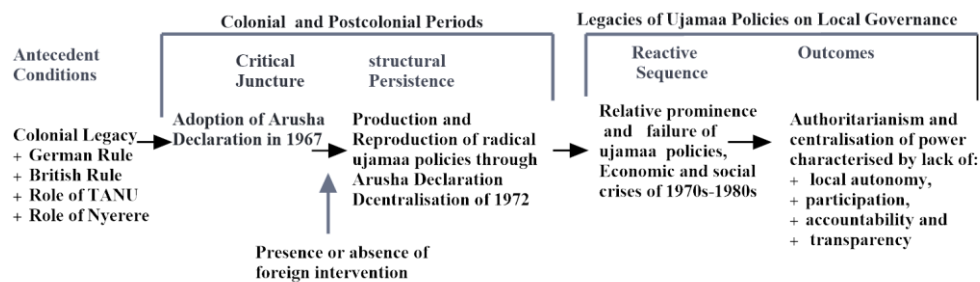 Colonial and Postcolonial Periods
Legacies of Ujamaa Policies on Local Governance
Antecedent
Conditions
Critical
Juncture
structural
Persistence
Reactive
Sequence
Outcomes
Colonial Legacy
+ German Rule
+ British Rule
+ Role of TANU
+ Role of Nyerere
Adoption of Arusha
Declaration in 1967
Production and
Reproduction of radical
ujamaa policies through
Arusha Declaration
Dcentralisation of 1972
Relative prominence
and failure of
ujamaa policies,
Economic and social
crises of 1970s-1980s
Authoritarianism and
centralisation of power
characterised by lack of:
+ local autonomy,
+ participation,
+ accountability and
+ transparency
Presence or absence of
foreign intervention